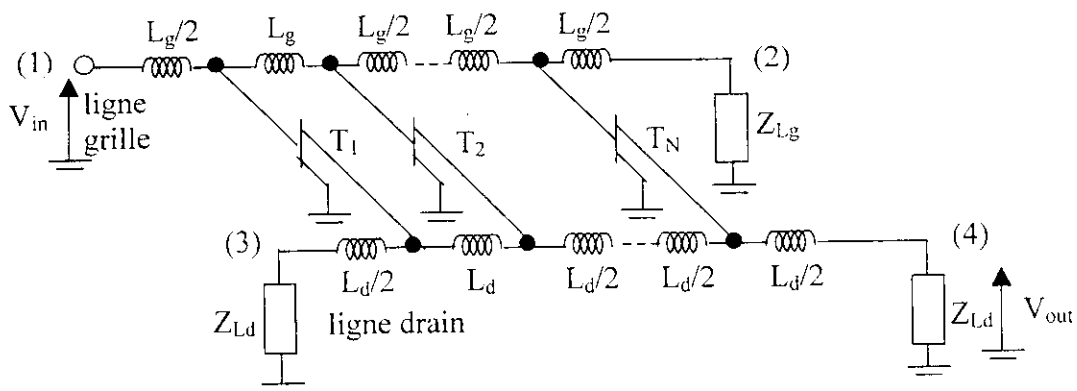 L_g/2 L_g L_g/2 L_g/2 L_g/2
(1) (2)
V_in ligne grille Z_Lg
T_1 T_2 T_N
(3) (4)
L_d/2 L_d L_d/2 L_d/2 L_d/2
Z_Ld ligne drain Z_Ld V_out